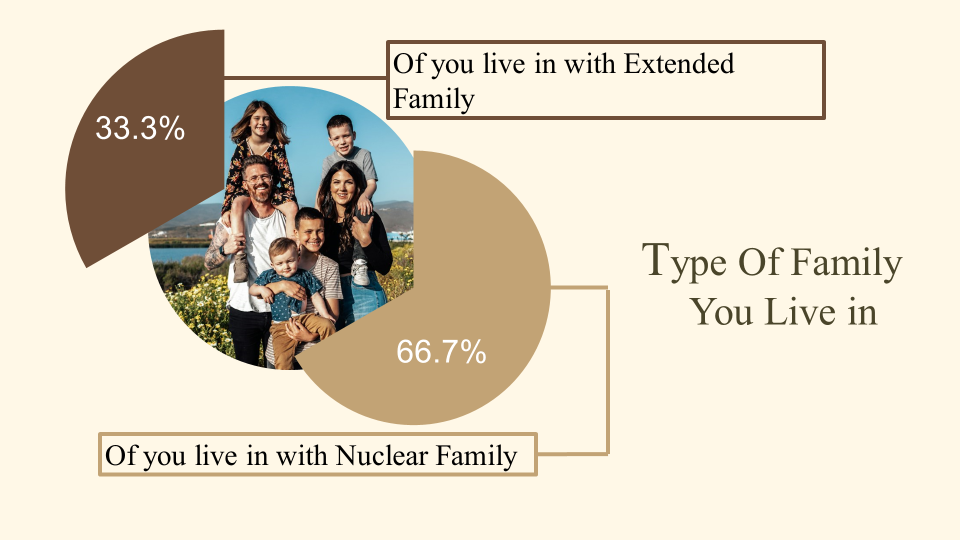 Of you live in with Extended
Family
33.3%
Type Of Family
You Live in
66.7%
Of you live in with Nuclear Family